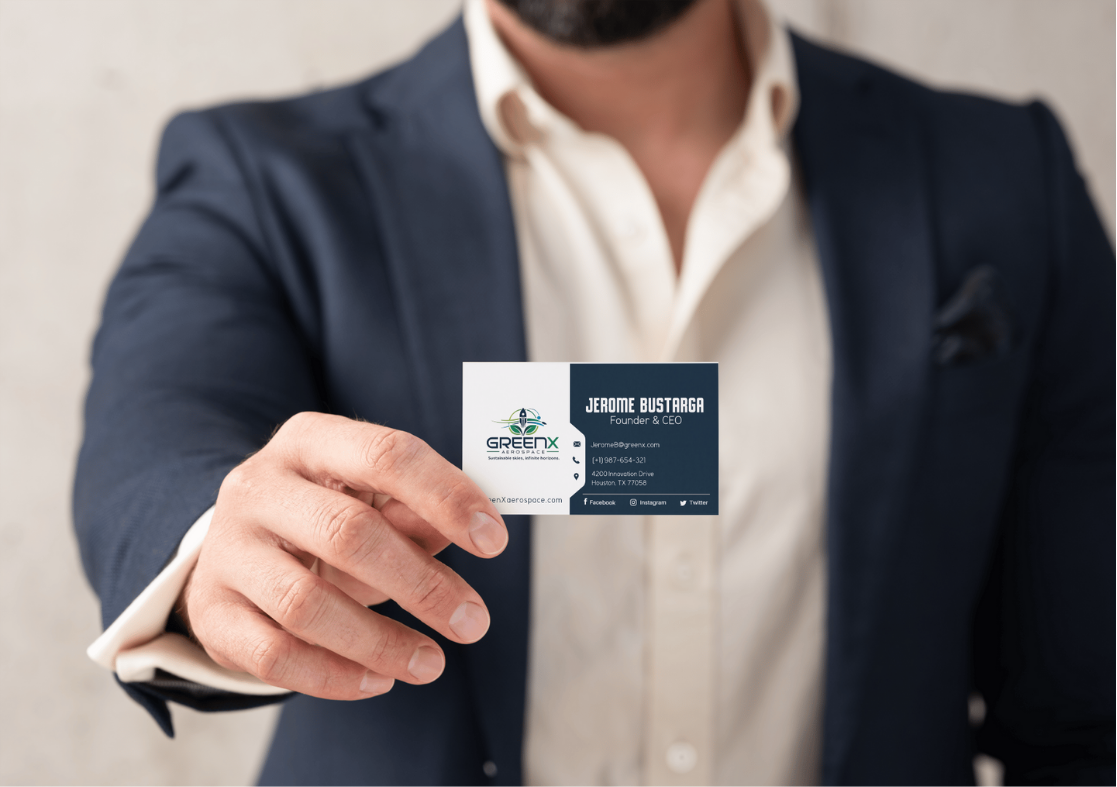 GREENX
AEROSPACE
Sustainable skies, infinite horizons.
enXaerospace.com
JEROME BUSTARGA
Founder & CEO
JeromeB@greenx.com
(+1) 987-654-321
4200 Innovation Drive
Houston, TX 77058
Facebook Instagram Twitter